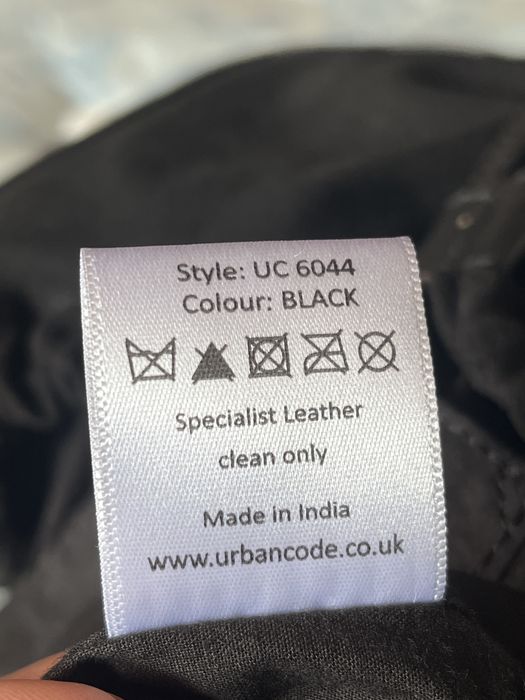 Style: UC 6044
Colour: BLACK
Specialist Leather
clean only
Made in India
www.urbancode.co.uk